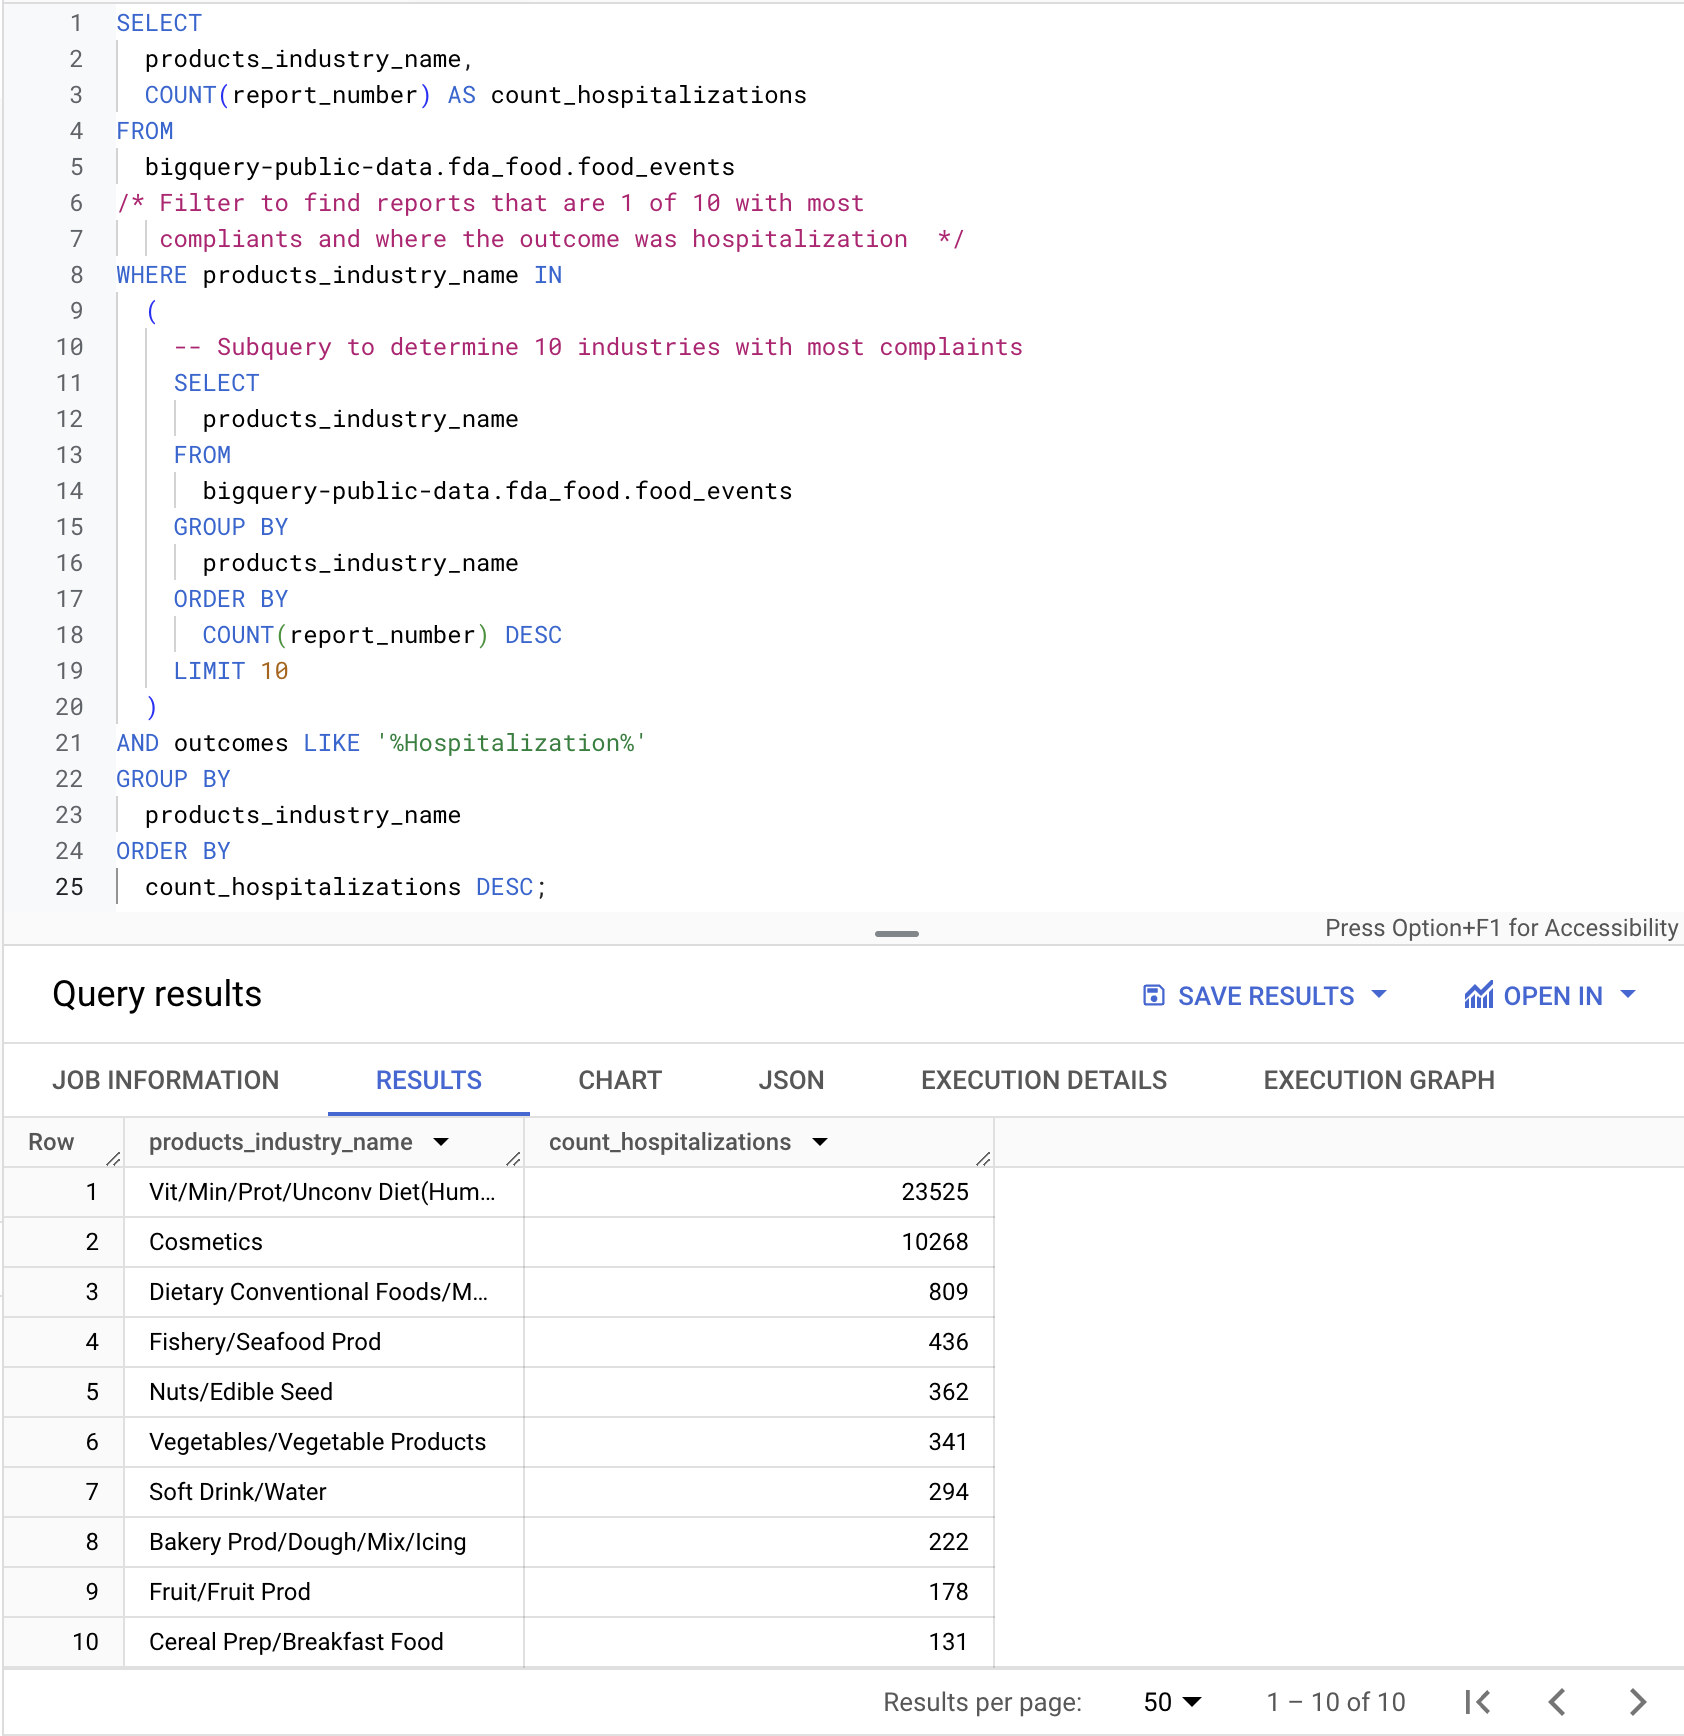 1 SELECT
2 products_industry_name,
3 COUNT(report_number) AS count_hospitalizations
4 FROM
5 bigquery-public-data.fda_food.food_events
6 /* Filter to find reports that are 1 of 10 with most
7 compliants and where the outcome was hospitalization */
8 WHERE products_industry_name IN
9 (
10 -- Subquery to determine 10 industries with most complaints
11 SELECT
12 products_industry_name
13 FROM
14 bigquery-public-data.fda_food.food_events
15 GROUP BY
16 products_industry_name
17 ORDER BY
18 COUNT(report_number) DESC
19 LIMIT 10
20 )
21 AND outcomes LIKE '%Hospitalization%'
22 GROUP BY
23 products_industry_name
24 ORDER BY
25 count_hospitalizations DESC;
Press Option+F1 for Accessibility
Query results SAVE RESULTS OPEN IN
JOB INFORMATION RESULTS CHART JSON EXECUTION DETAILS EXECUTION GRAPH
Row products_industry_name count_hospitalizations
1 Vit/Min/Prot/Unconv Diet(Hum... 23525
2 Cosmetics 10268
3 Dietary Conventional Foods/M... 809
4 Fishery/Seafood Prod 436
5 Nuts/Edible Seed 362
6 Vegetables/Vegetable Products 341
7 Soft Drink/Water 294
8 Bakery Prod/Dough/Mix/Icing 222
9 Fruit/Fruit Prod 178
10 Cereal Prep/Breakfast Food 131
Results per page: 50 1 – 10 of 10